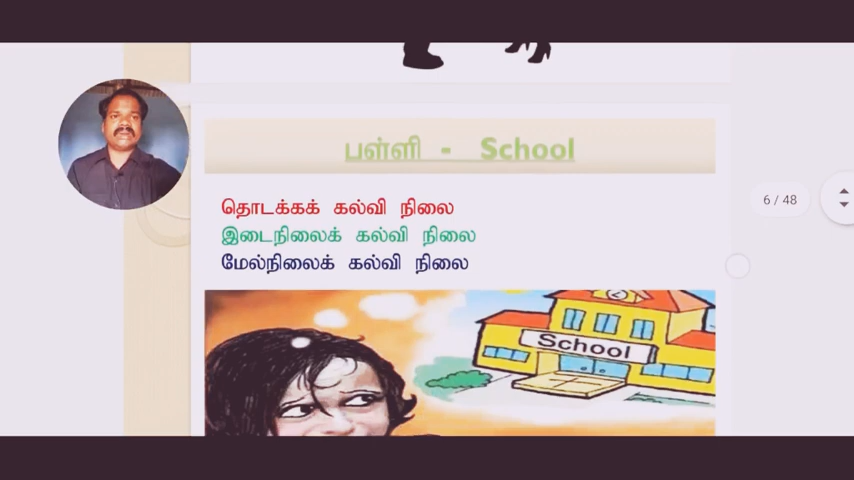 பள்ளி - School
தொடக்கக் கல்வி நிலை
இடைநிலைக் கல்வி நிலை
மேல்நிலைக் கல்வி நிலை
6 / 48
School